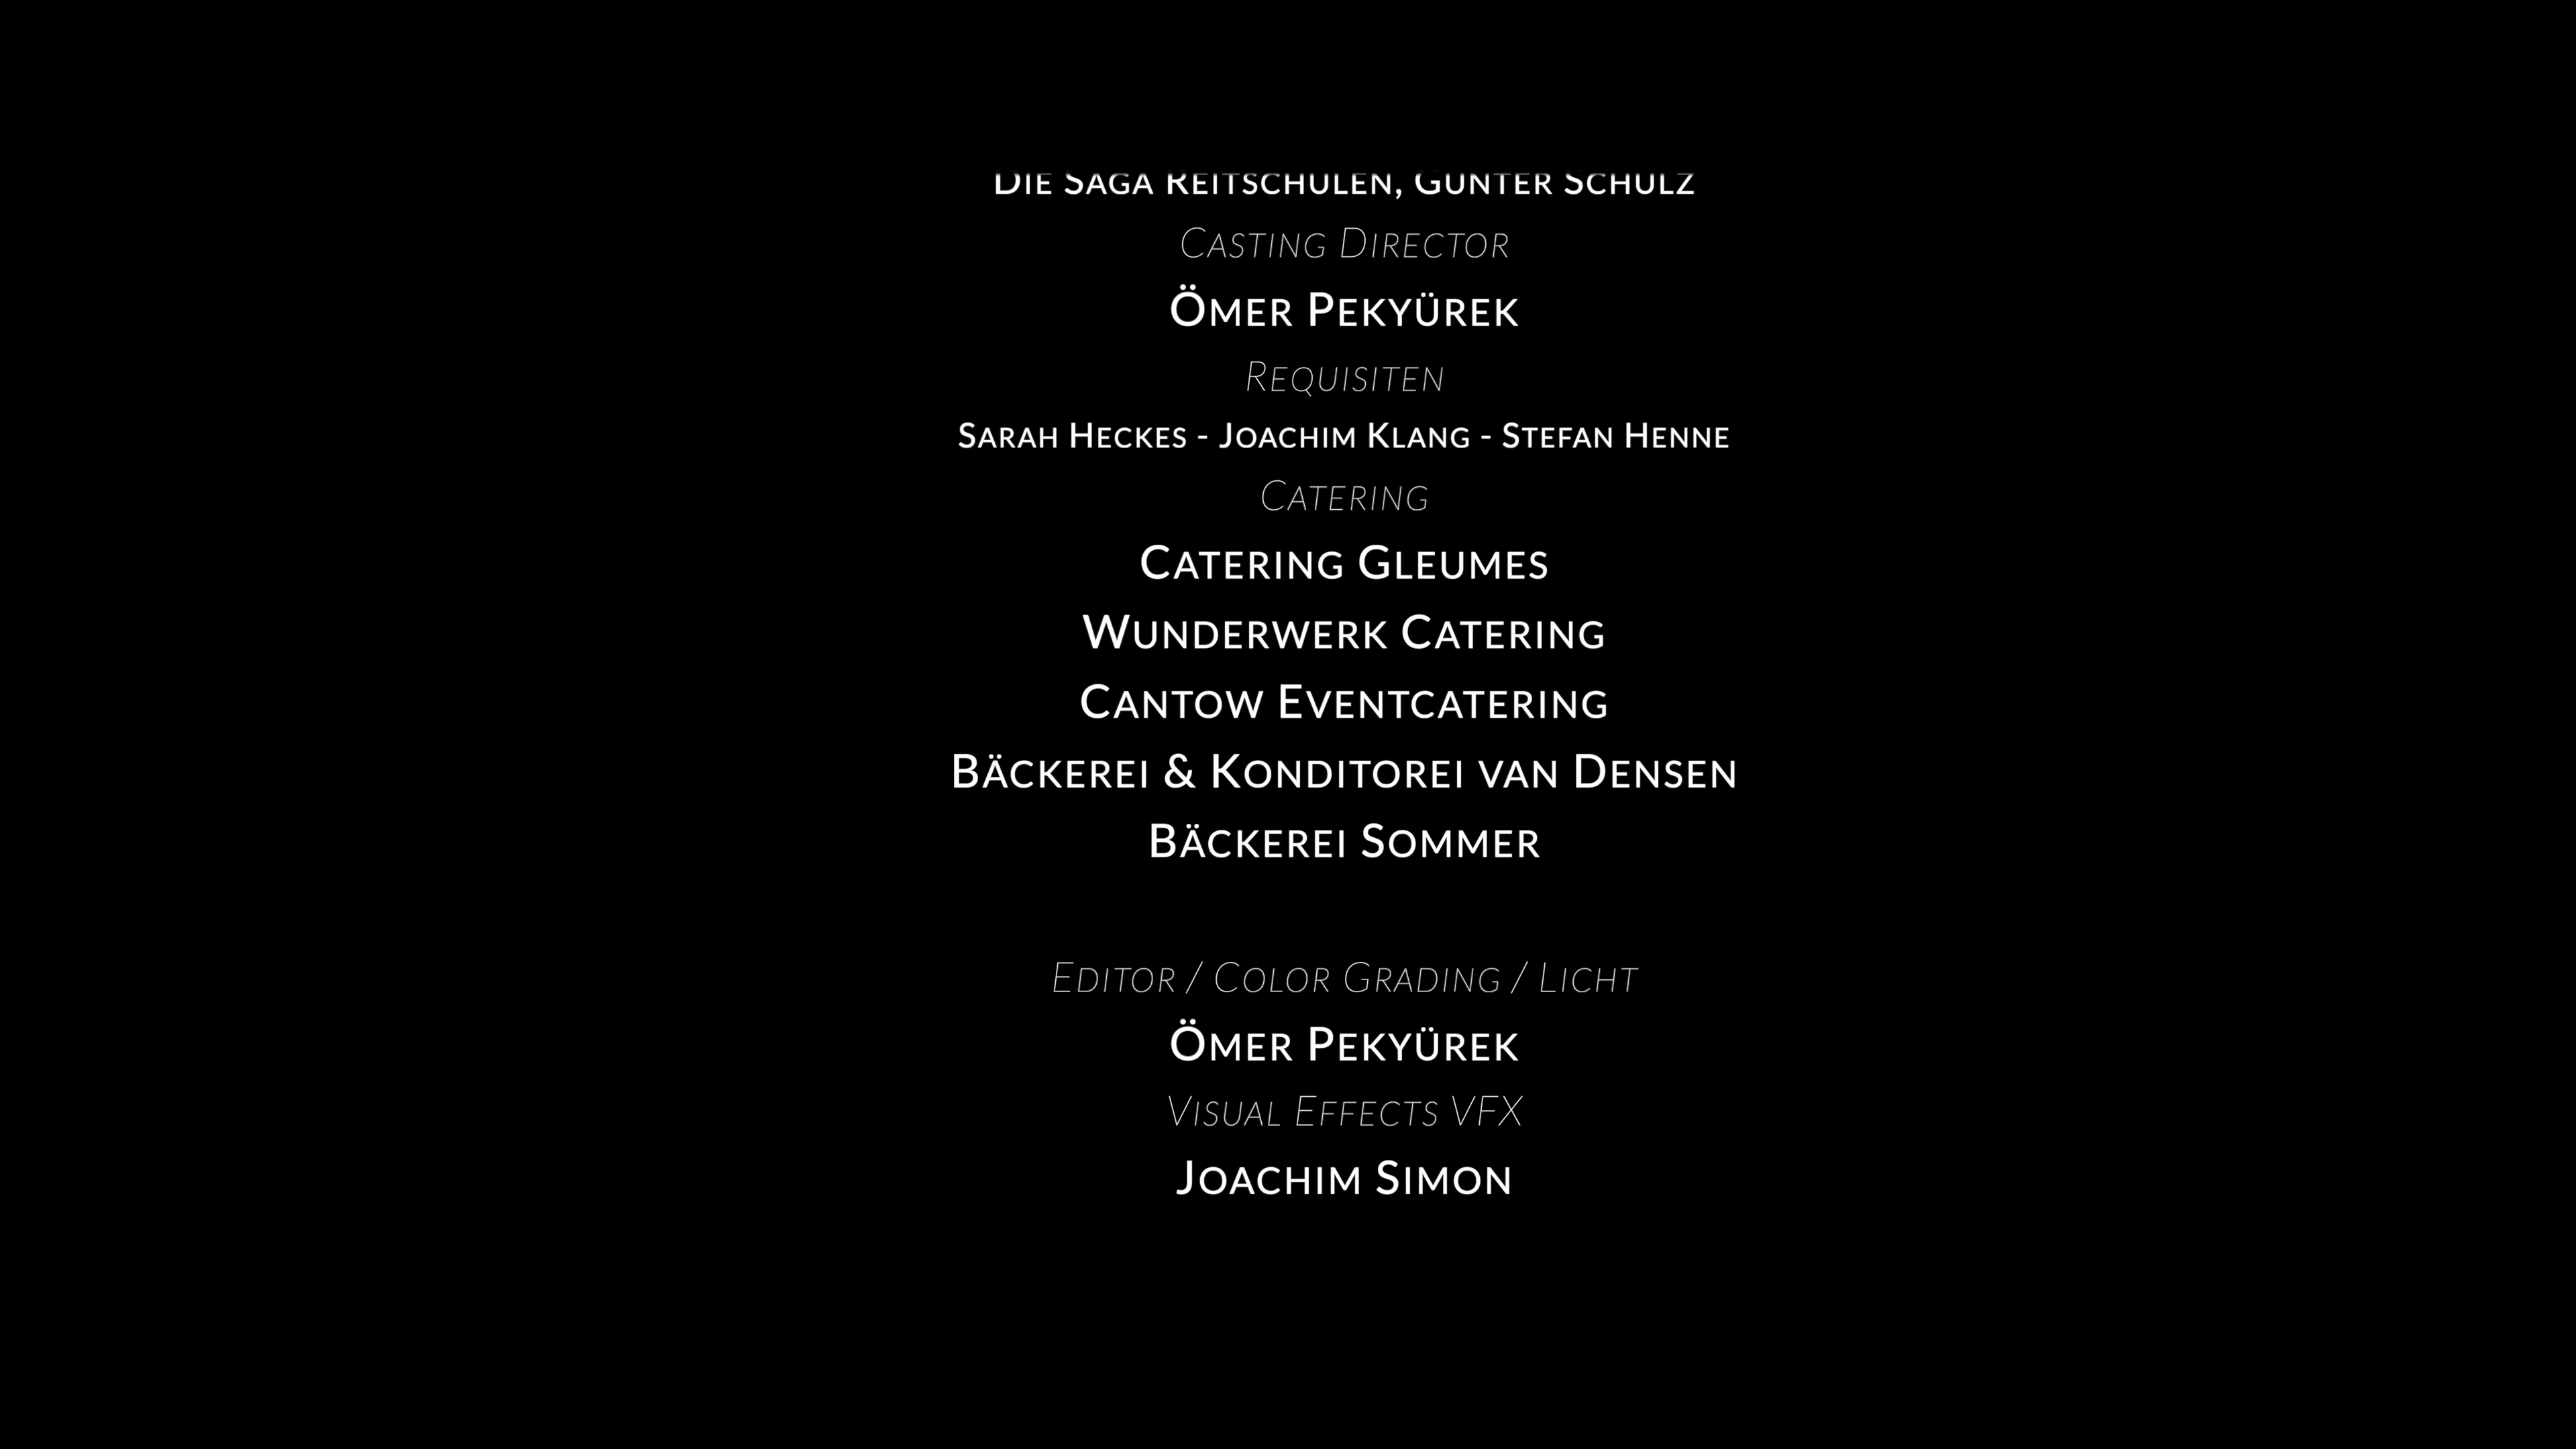 Die Saga Reitschulen, Gunter Schulz
Casting Director
Ömer Pekyürek
Requisiten
Sarah Heckes - Joachim Klang - Stefan Henne
Catering
Catering Gleumes
Wunderwerk Catering
Cantow Eventcatering
Bäckerei & Konditorei van Densen
Bäckerei Sommer
Editor / Color Grading / Licht
Ömer Pekyürek
Visual Effects VFX
Joachim Simon